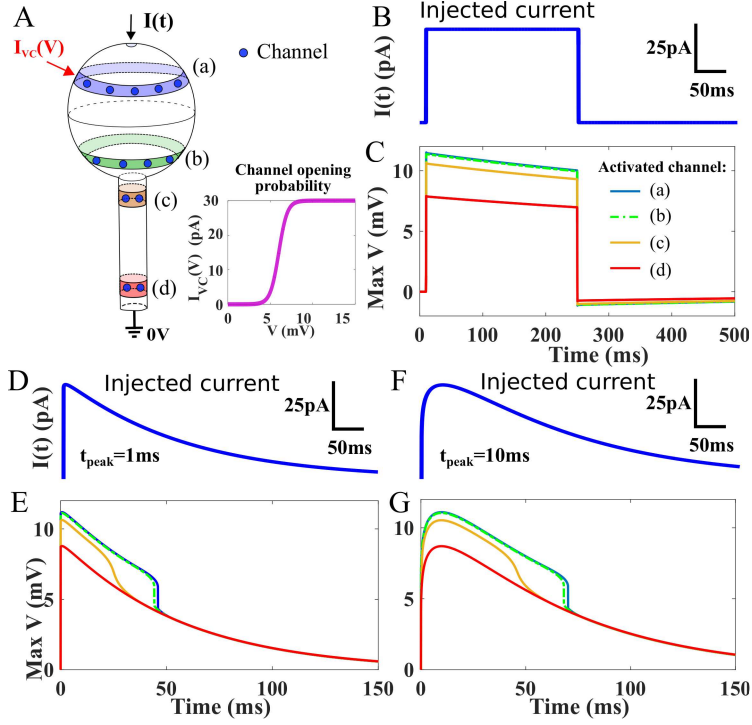 A
I(t)
I_VC(V)
Channel
(a)
(b)
(c)
(d)
0V
Channel opening
probability
30
20
10
0
I_VC(V) (pA)
0
5
10
15
V (mV)
B
Injected current
I(t) (pA)
25pA
50ms
C
Activated channel:
(a)
(b)
(c)
(d)
10
5
0
Max V (mV)
0
100
200
300
400
500
Time (ms)
D
Injected current
I(t) (pA)
25pA
50ms
t_peak=1ms
F
Injected current
25pA
50ms
t_peak=10ms
E
10
5
0
Max V (mV)
0
50
100
150
Time (ms)
G
10
5
0
0
50
100
150
Time (ms)